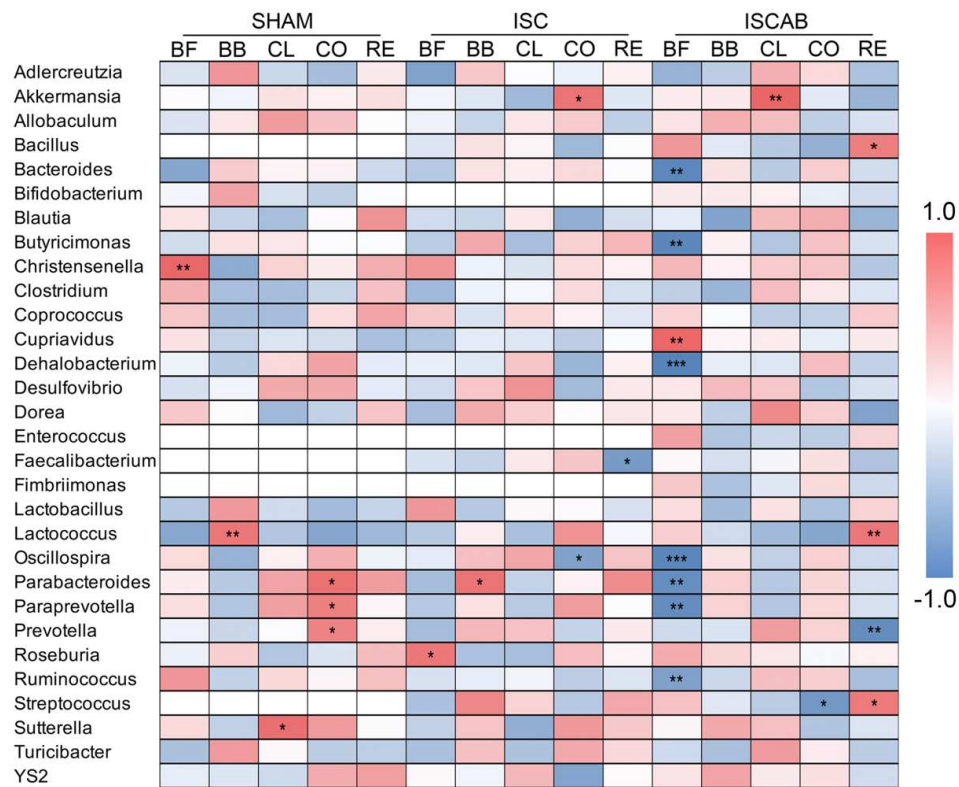 SHAM ISC ISCAB
BF BB CL CO RE BF BB CL CO RE BF BB CL CO RE
Adlercreutzia
Akkermansia * **
Allobaculum
Bacillus *
Bacteroides **
Bifidobacterium
Blautia
Butyricimonas **
1.0
Christensenella **
Clostridium
Coprococcus
Cupriavidus **
Dehalobacterium ***
Desulfovibrio
Dorea
Enterococcus
Faecalibacterium *
Fimbriimonas
Lactobacillus
Lactococcus ** **
Oscillospira * ***
Parabacteroides * * **
Paraprevotella * **
-1.0
Prevotella * **
Roseburia *
Ruminococcus **
Streptococcus * *
Sutterella *
Turicibacter
YS2